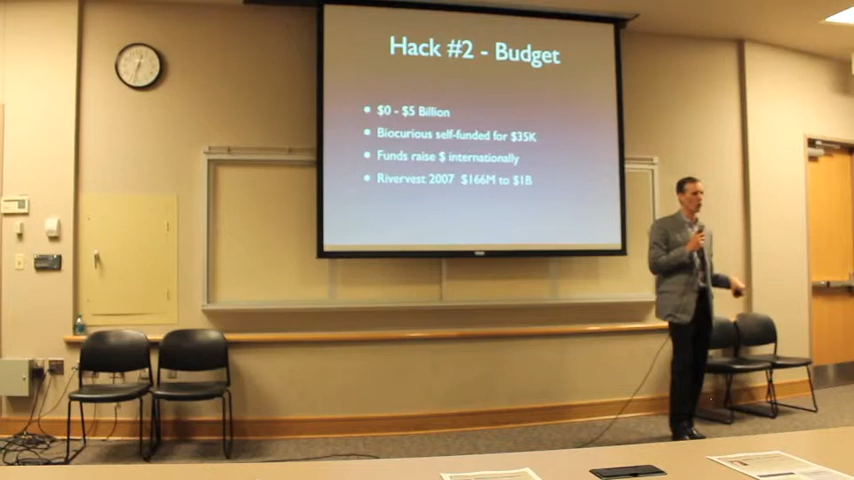 Hack #2 - Budget
$0 - $5 Billion
Biocurious self-funded for $35K
Funds raise $ internationally
Rivervest 2007 $166M to $1B